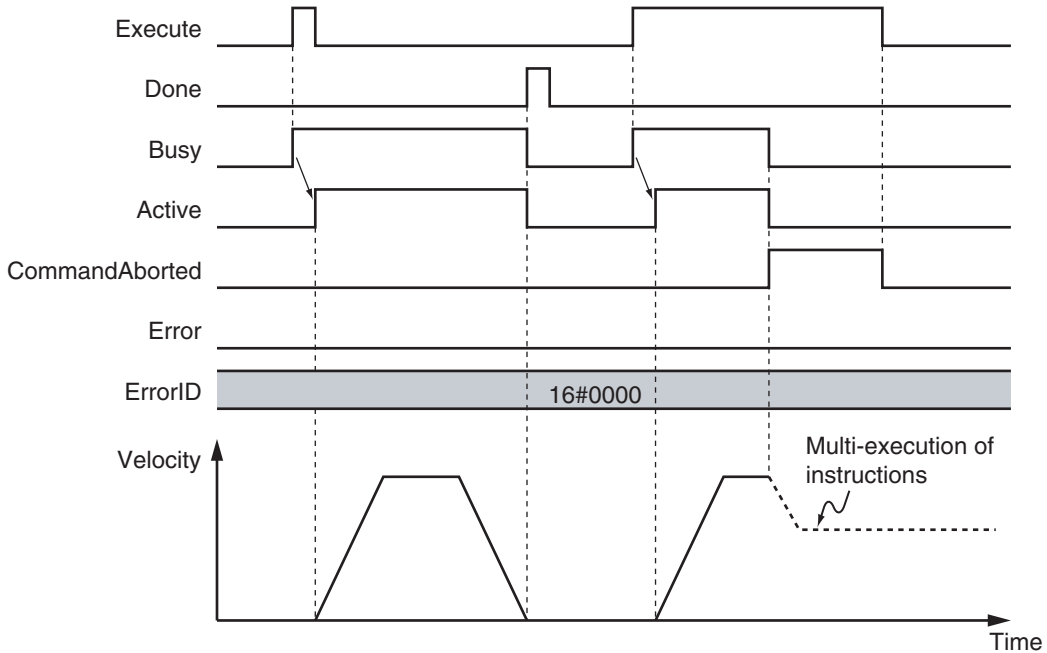 Execute
Done
Busy
Active
CommandAborted
Error
ErrorID
16#0000
Velocity
Multi-execution of
instructions
Time